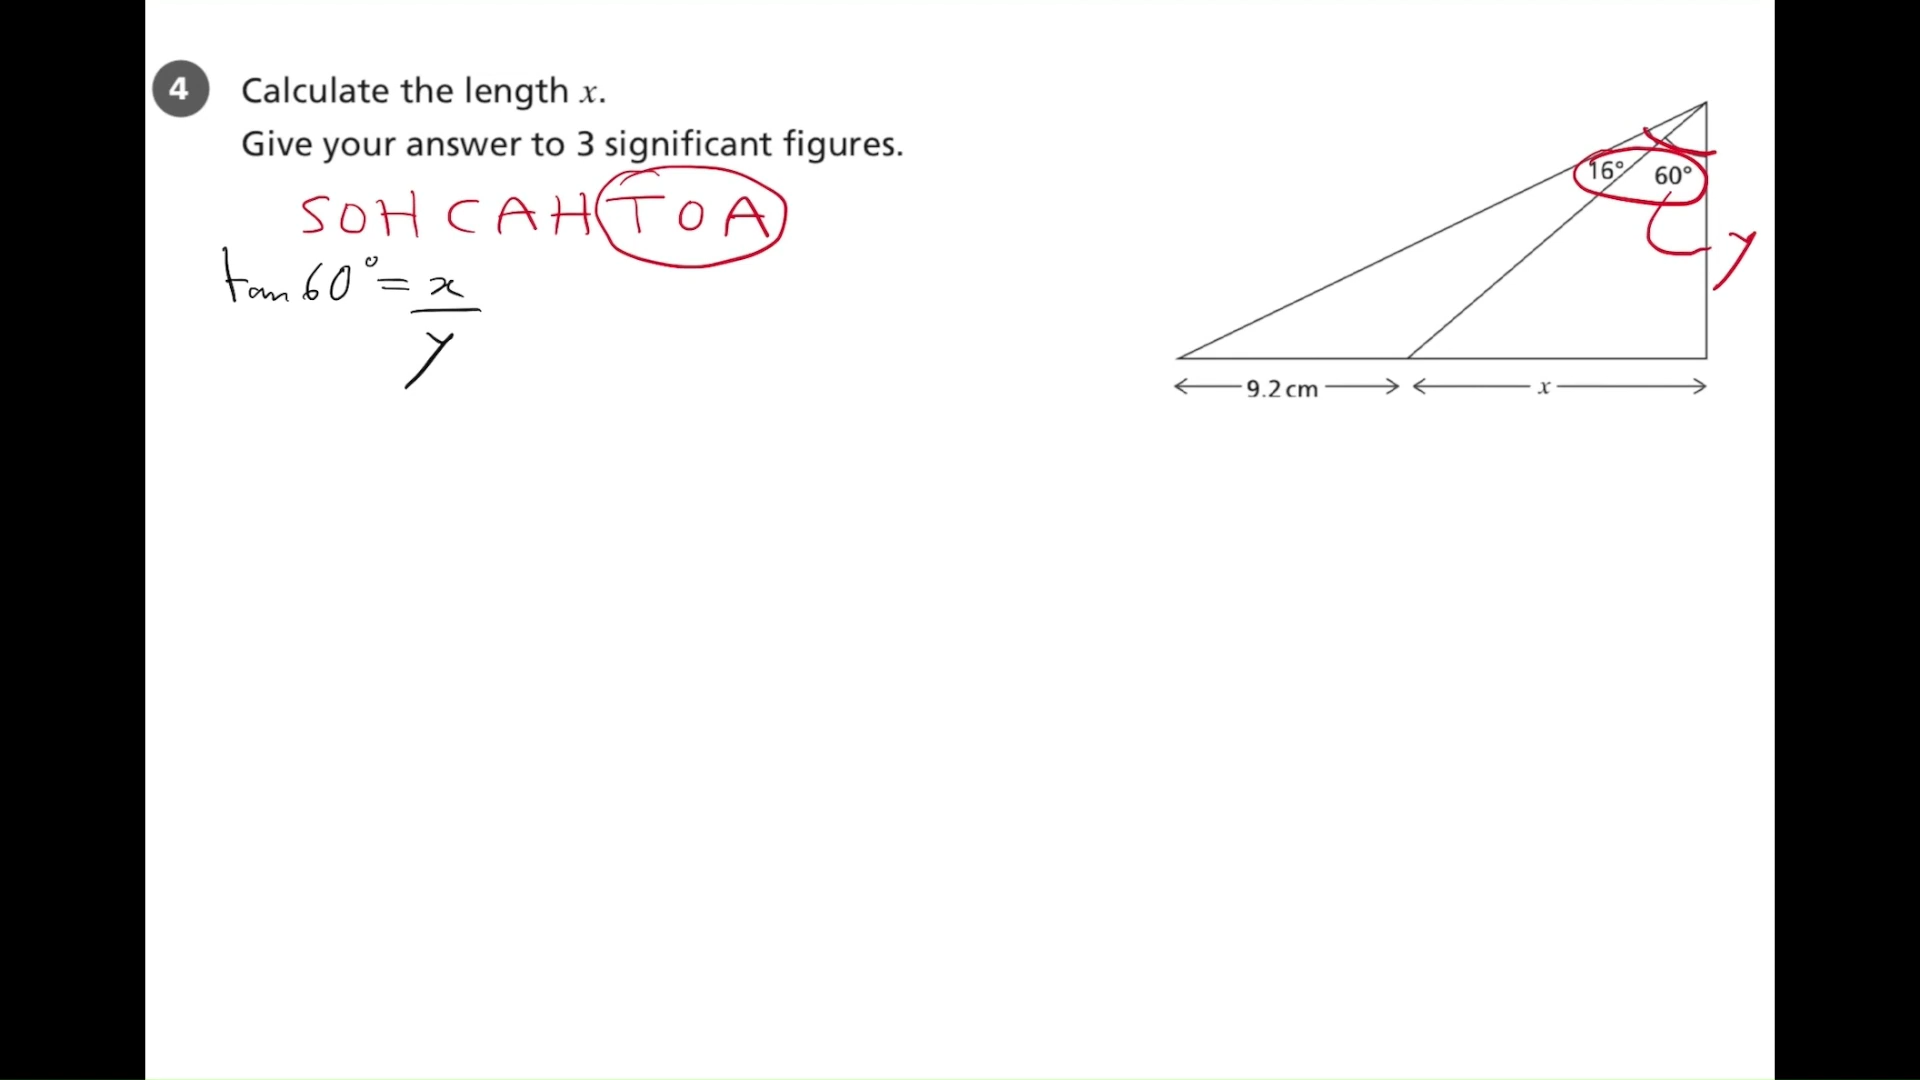 4 Calculate the length x.
Give your answer to 3 significant figures.
SOH CAH TOA
tan 60° = x
y
16° 60°
y
9.2 cm x